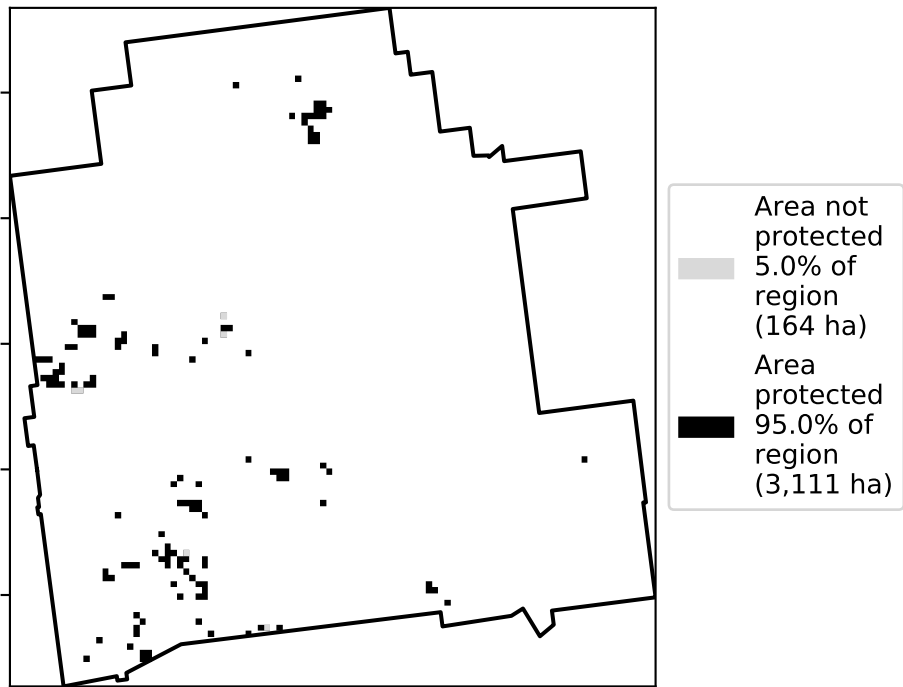 Area not
protected
5.0% of
region
(164 ha)
Area
protected
95.0% of
region
(3,111 ha)